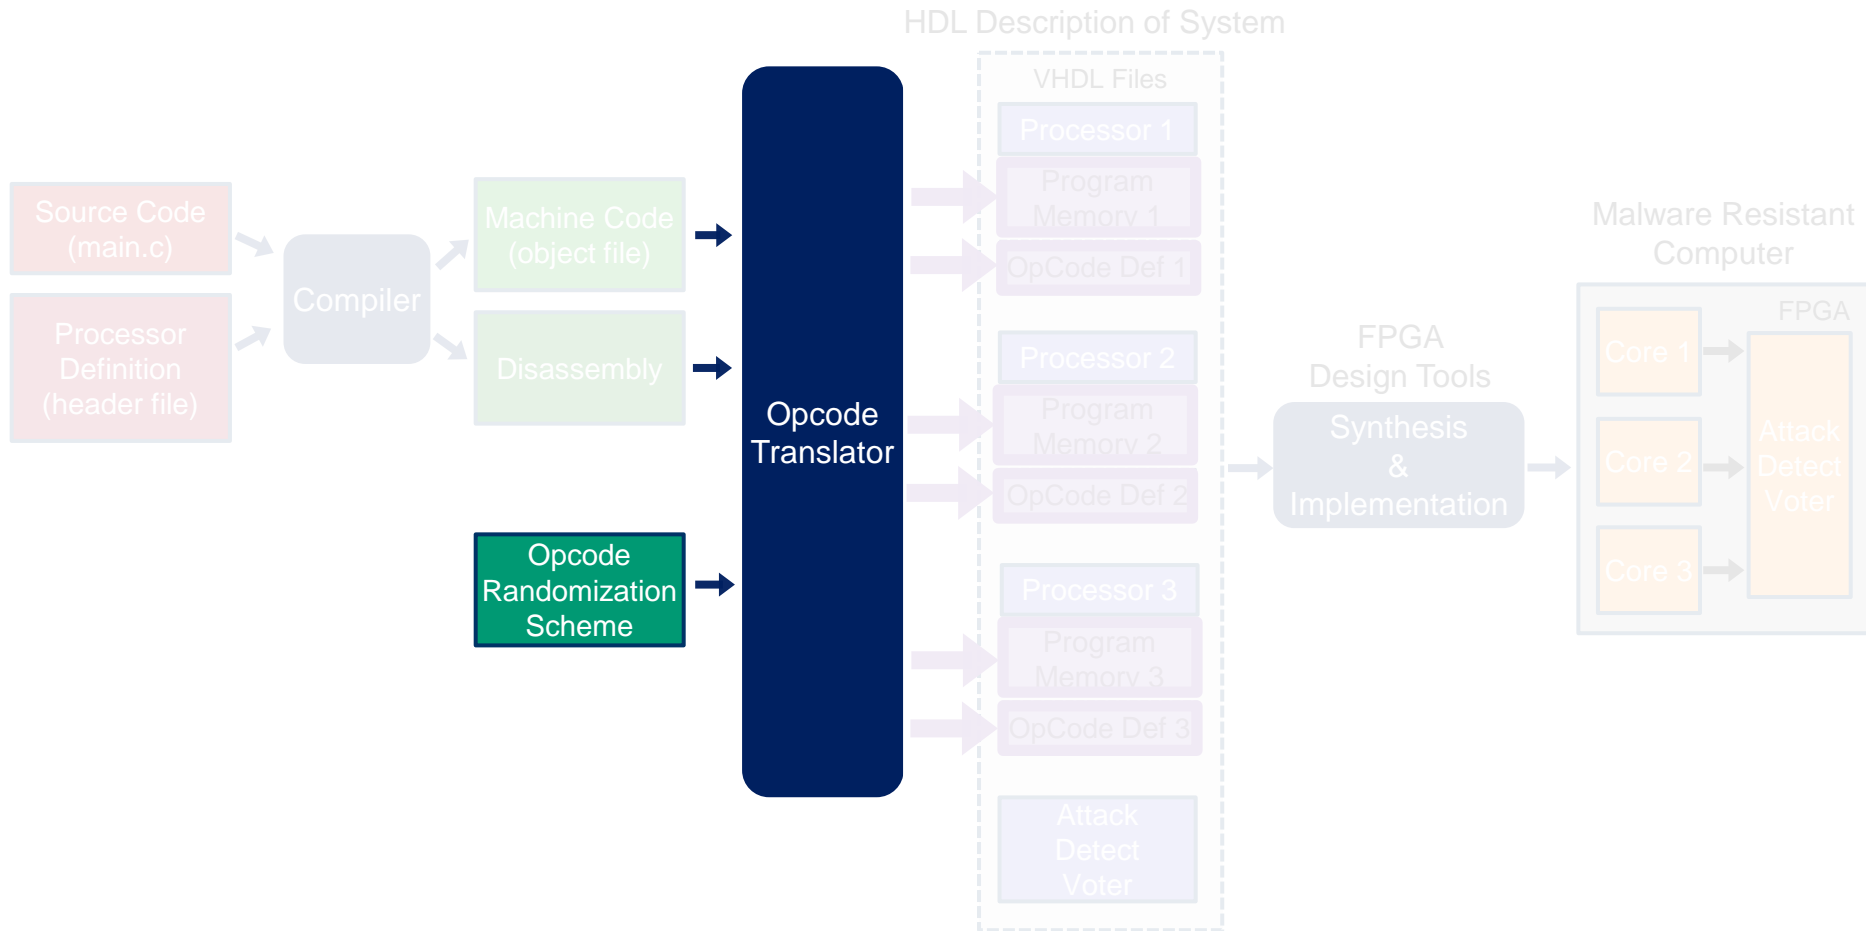 HDL Description of System
VHDL Files
Processor 1
Program
Memory 1
OpCode Def 1
Source Code
(main.c)
Processor
Definition
(header file)
Compiler
Machine Code
(object file)
Disassembly
Opcode
Randomization
Scheme
Opcode
Translator
Processor 2
Program
Memory 2
OpCode Def 2
Processor 3
Program
Memory 3
OpCode Def 3
Attack
Detect
Voter
FPGA
Design Tools
Synthesis
&
Implementation
Malware Resistant
Computer
FPGA
Core 1
Core 2
Core 3
Attack
Detect
Voter